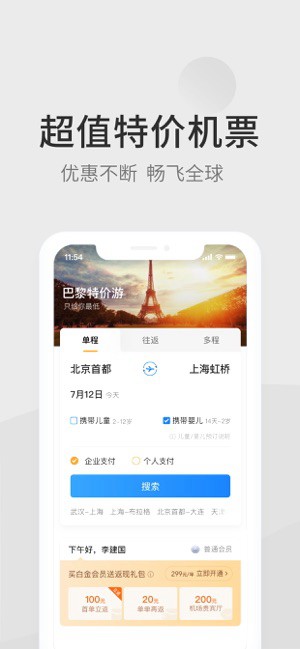 超值特价机票
优惠不断 畅飞全球
11:54
巴黎特价游
只给你最低
单程 往返 多程
北京首都 上海虹桥
7月12日 今天
携带儿童 2-12岁 携带婴儿 14天-2岁
儿童/婴儿预订说明
企业支付 个人支付
搜索
武汉-上海 上海-布拉格 北京首都-大连 天
下午好，李建国 普通会员
买白金会员送返现礼包 299元/年 立即开通
100元 20元 200元
首单立返 单单再返 机场贵宾厅